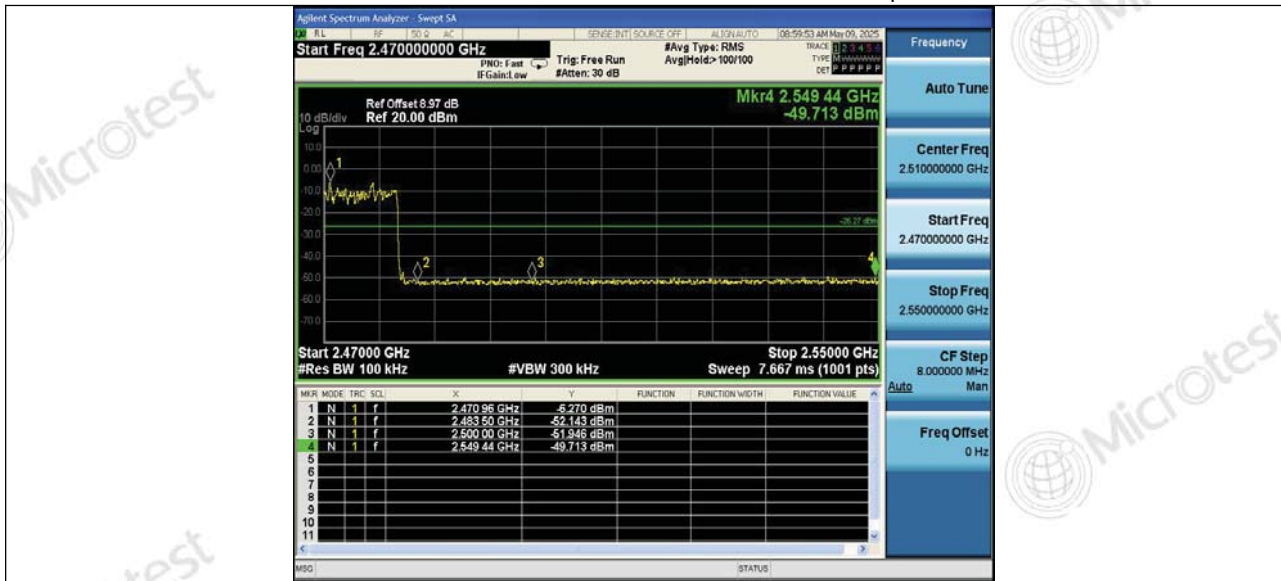 Agilent Spectrum Analyzer - Swept SA
RL RF 50 Ω AC SENSE:INT SOURCE OFF ALIGN AUTO 08:59:53 AM May 09, 2025
Start Freq 2.470000000 GHz
PNO: Fast
IFGain:Low
Trig: Free Run
#Atten: 30 dB
#Avg Type: RMS
Avg|Hold:>100/100
TRACE 1 2 3 4 5 6
TYPE M
DET P P P P P P
Ref Offset 8.97 dB
10 dB/div Ref 20.00 dBm
Log
Mkr4 2.549 44 GHz
-49.713 dBm
10.0
0.00
-10.0
-20.0
-30.0
-40.0
-50.0
-60.0
-70.0
1
2
3
4
-26.27 dBm
Start 2.47000 GHz Stop 2.55000 GHz
#Res BW 100 kHz #VBW 300 kHz Sweep 7.667 ms (1001 pts)
MKR MODE TRC SCL X Y FUNCTION FUNCTION WIDTH FUNCTION VALUE
1 N 1 f 2.470 96 GHz -6.270 dBm
2 N 1 f 2.483 50 GHz -52.143 dBm
3 N 1 f 2.500 00 GHz -51.946 dBm
4 N 1 f 2.549 44 GHz -49.713 dBm
5
6
7
8
9
10
11
MSG STATUS
Frequency
Auto Tune
Center Freq
2.510000000 GHz
Start Freq
2.470000000 GHz
Stop Freq
2.550000000 GHz
CF Step
8.000000 MHz
Auto Man
Freq Offset
0 Hz
Microtest
Microtest